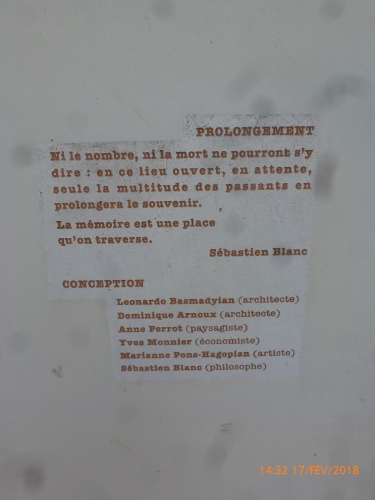 PROLONGEMENT
Ni le nombre, ni la mort ne pourront s'y
dire : en ce lieu ouvert, en attente,
seule la multitude des passants en
prolongera le souvenir.
La mémoire est une place
qu'on traverse.
Sébastien Blanc
CONCEPTION
Leonardo Basmadyian (architecte)
Dominique Arnoux (architecte)
Anne Perrot (paysagiste)
Yves Monnier (économiste)
Marianne Pons-Hagopian (artiste)
Sébastien Blanc (philosophe)
14:32 17/FEV/2018